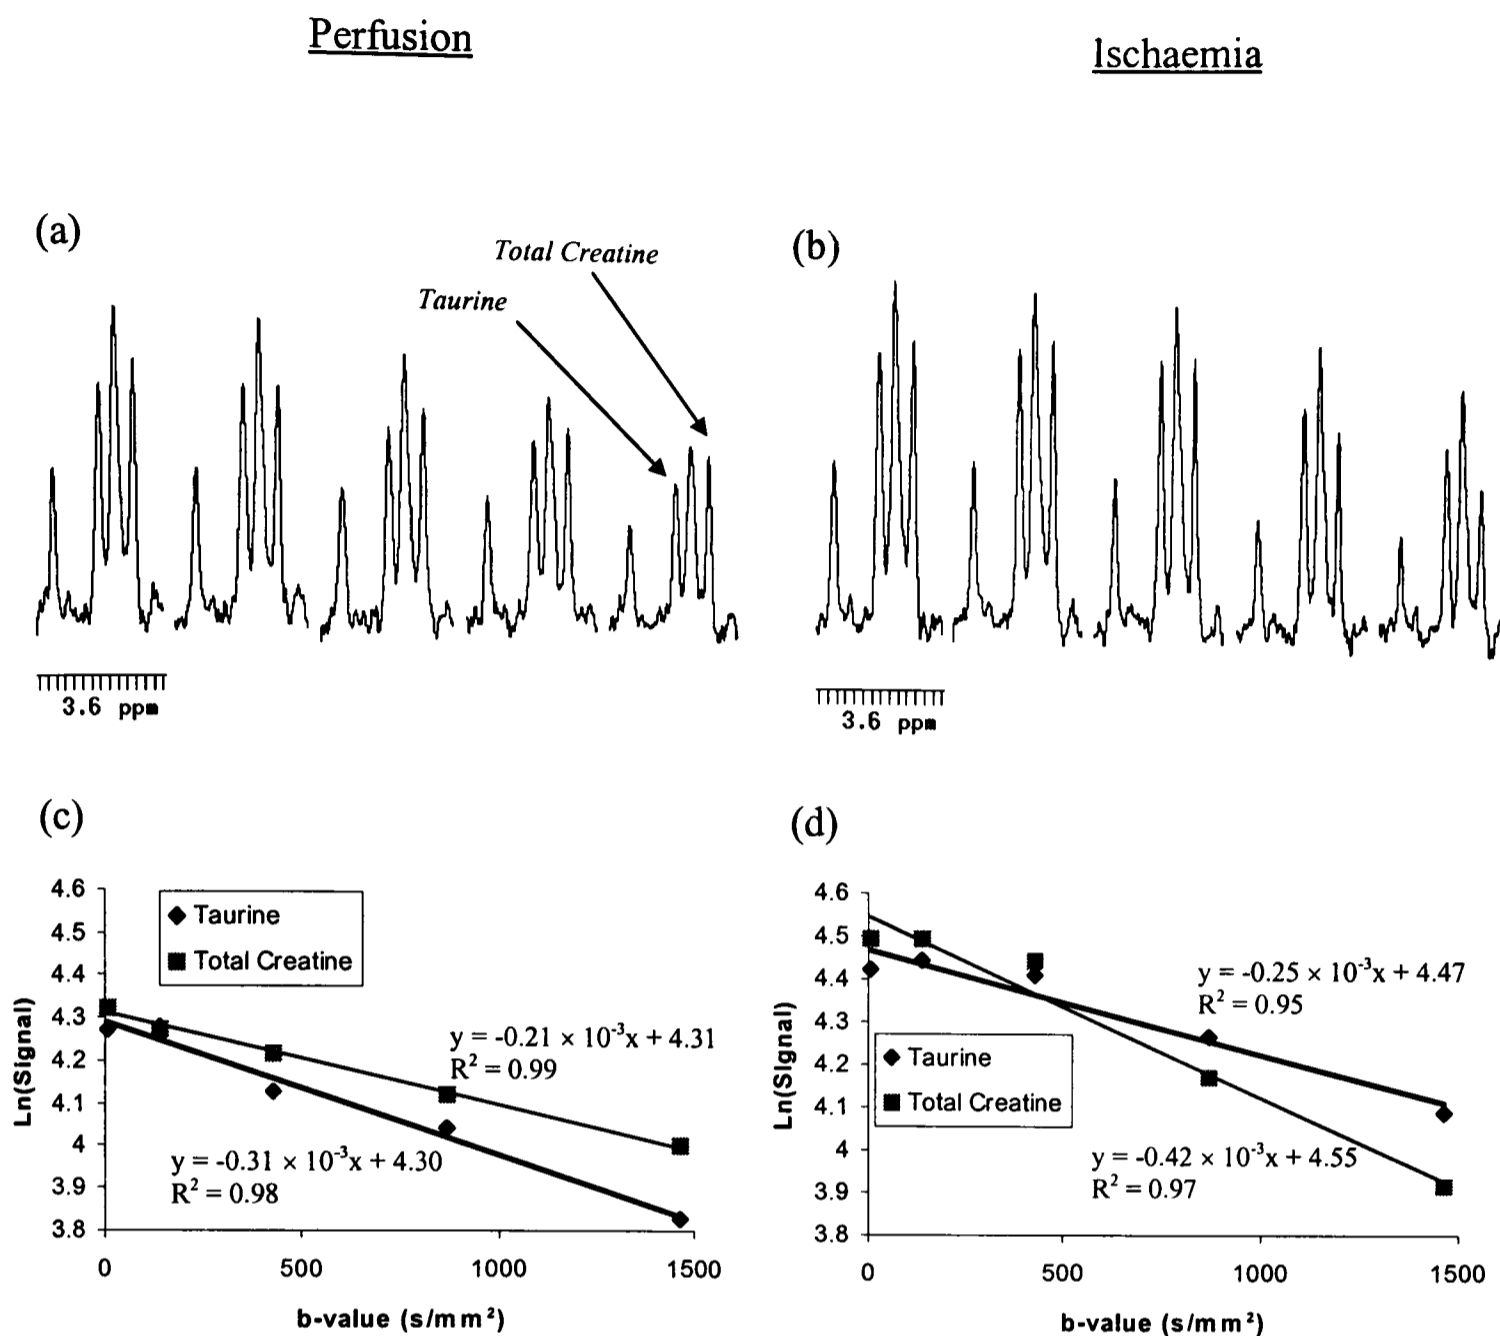 Perfusion
Ischaemia
(a)
Total Creatine
Taurine
3.6 ppm
(b)
3.6 ppm
(c)
Ln(Signal)
4.6
4.5
4.4
4.3
4.2
4.1
4
3.9
3.8
Taurine
Total Creatine
y = -0.21 × 10⁻³x + 4.31
R² = 0.99
y = -0.31 × 10⁻³x + 4.30
R² = 0.98
0
500
1000
1500
b-value (s/mm²)
(d)
Ln(Signal)
4.6
4.5
4.4
4.3
4.2
4.1
4
3.9
3.8
y = -0.25 × 10⁻³x + 4.47
R² = 0.95
Taurine
Total Creatine
y = -0.42 × 10⁻³x + 4.55
R² = 0.97
0
500
1000
1500
b-value (s/mm²)